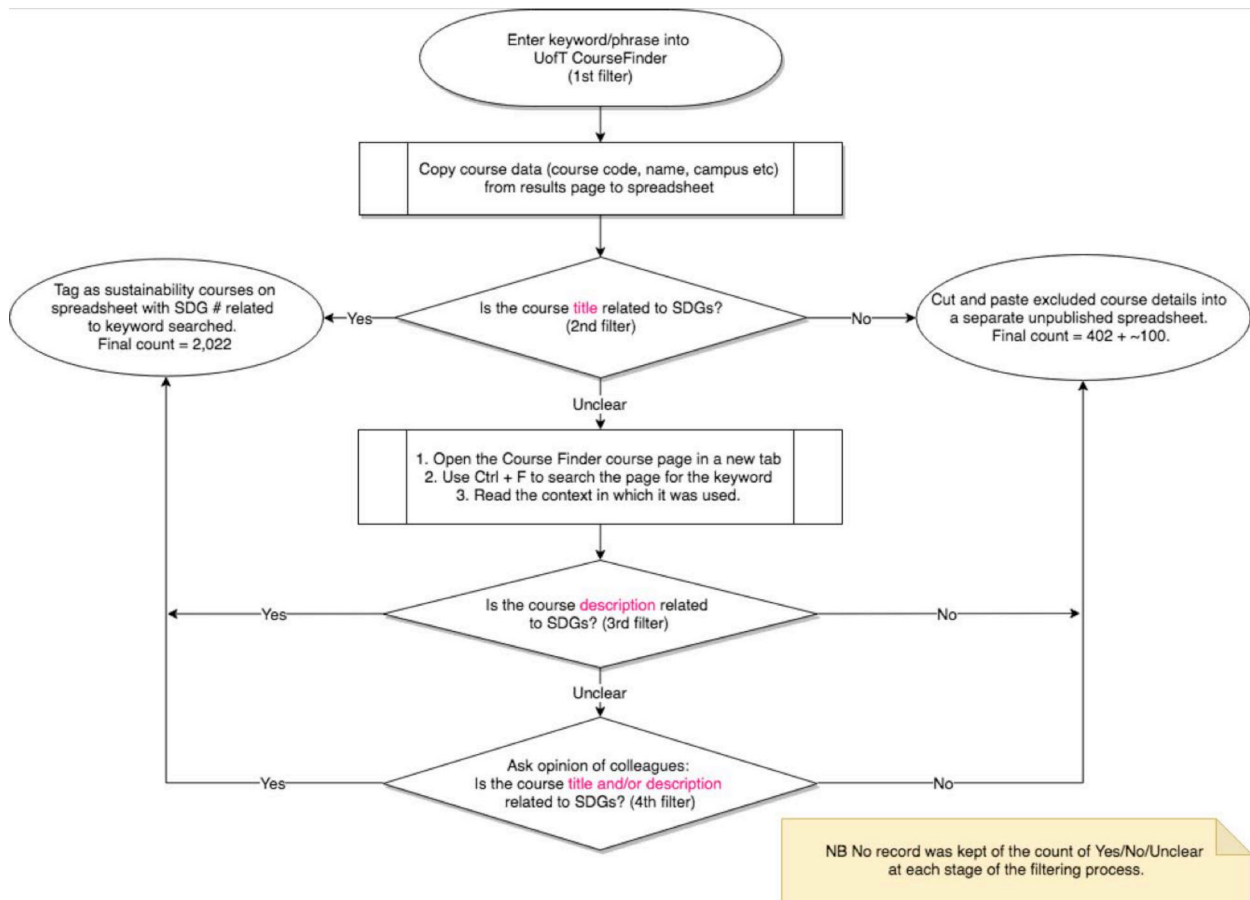 Enter keyword/phrase into
UofT CourseFinder
(1st filter)
Copy course data (course code, name, campus etc)
from results page to spreadsheet
Tag as sustainability courses on
spreadsheet with SDG # related
to keyword searched.
Final count = 2,022
Yes
Is the course title related to SDGs?
(2nd filter)
No
Cut and paste excluded course details into
a separate unpublished spreadsheet.
Final count = 402 + ~100.
Unclear
1. Open the Course Finder course page in a new tab
2. Use Ctrl + F to search the page for the keyword
3. Read the context in which it was used.
Yes
Is the course description related
to SDGs? (3rd filter)
No
Unclear
Yes
Ask opinion of colleagues:
Is the course title and/or description
related to SDGs? (4th filter)
No
NB No record was kept of the count of Yes/No/Unclear
at each stage of the filtering process.